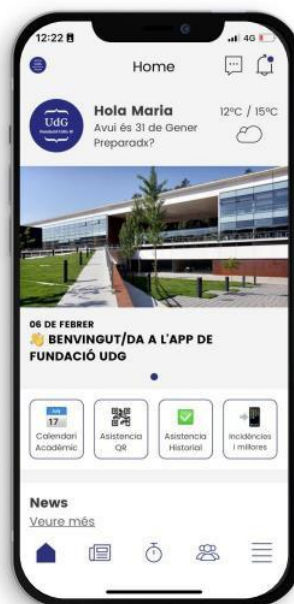 12:22
4G
Home
Hola Maria
12ºC / 15ºC
UdG
Avui és 31 de Gener
Preparadx?
06 DE FEBRER
👋 BENVINGUT/DA A L'APP DE
FUNDACIÓ UDG
17
Calendari
Acadèmic
Asistencia
QR
Asistencia
Historial
Incidències
i millores
News
Veure més